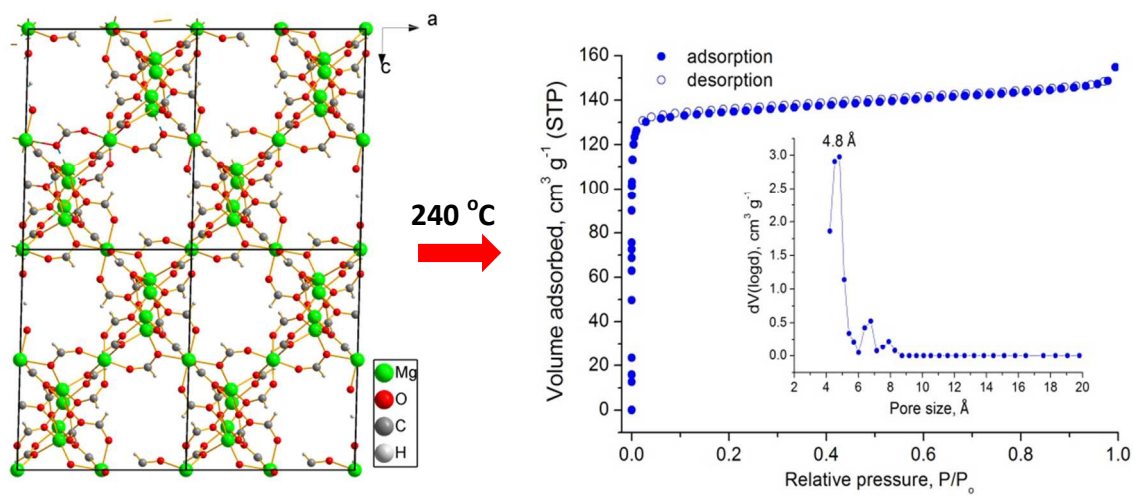 a
c
Mg
O
C
H
240 °C
160
140
120
100
80
60
40
20
0
Volume adsorbed, cm³ g⁻¹ (STP)
adsorption
desorption
4.8 Å
3.0
2.5
2.0
1.5
1.0
0.5
0.0
dV(logd), cm³ g⁻¹
2 4 6 8 10 12 14 16 18 20
Pore size, Å
0.0 0.2 0.4 0.6 0.8 1.0
Relative pressure, P/Pₒ